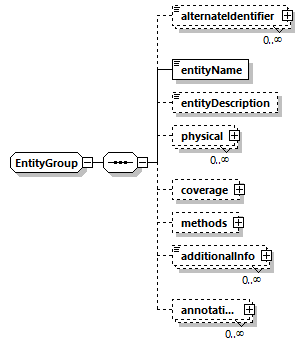 alternateIdentifier
0..∞
entityName
entityDescription
physical
0..∞
EntityGroup
coverage
methods
additionalInfo
0..∞
annotati...
0..∞